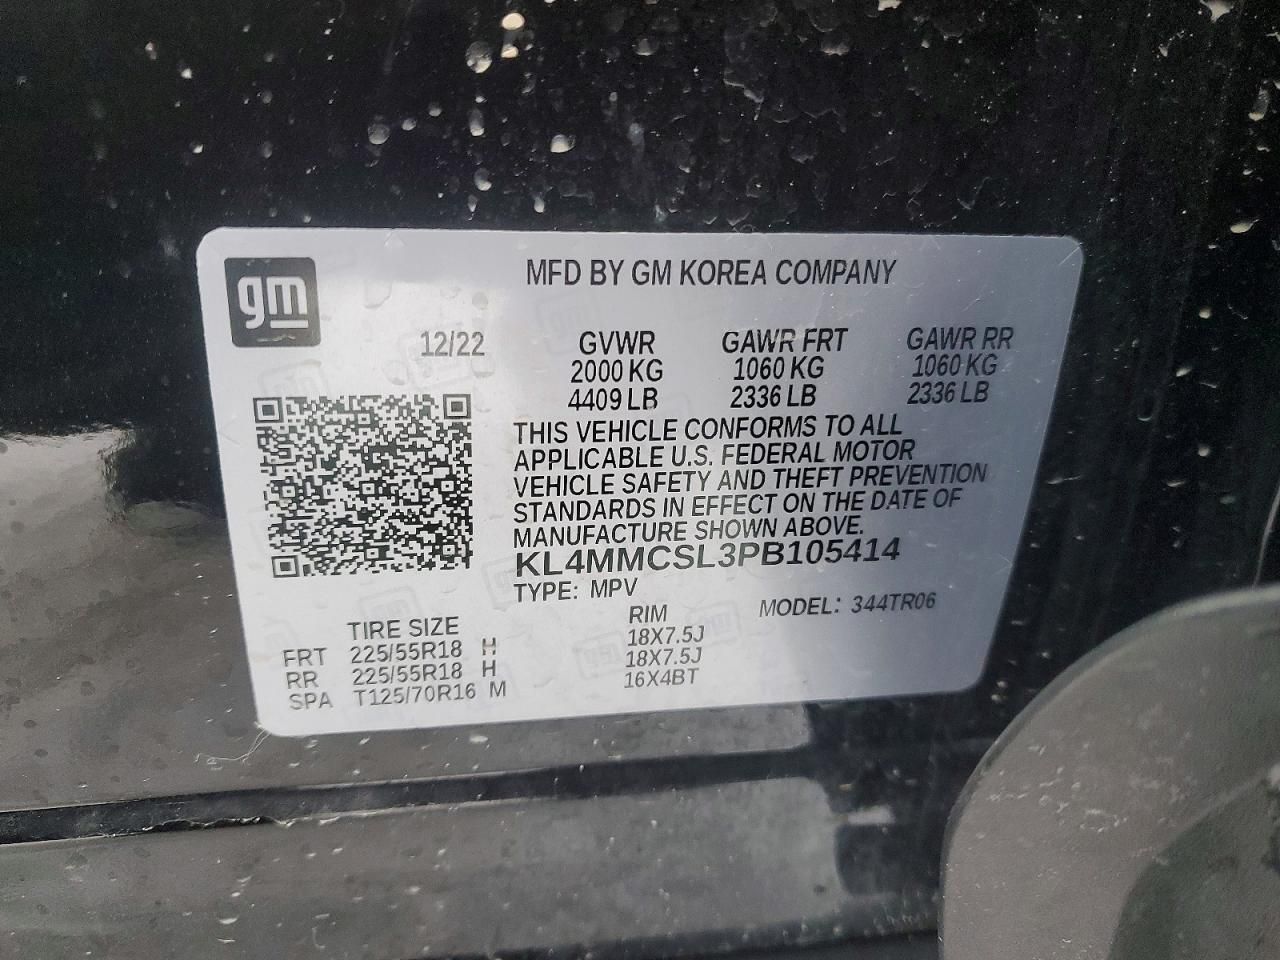 gm
MFD BY GM KOREA COMPANY
12/22 GVWR GAWR FRT GAWR RR
2000 KG 1060 KG 1060 KG
4409 LB 2336 LB 2336 LB
THIS VEHICLE CONFORMS TO ALL
APPLICABLE U.S. FEDERAL MOTOR
VEHICLE SAFETY AND THEFT PREVENTION
STANDARDS IN EFFECT ON THE DATE OF
MANUFACTURE SHOWN ABOVE.
KL4MMCSL3PB105414
TYPE: MPV MODEL: 344TR06
TIRE SIZE RIM
FRT 225/55R18 H 18X7.5J
RR 225/55R18 H 18X7.5J
SPA T125/70R16 M 16X4BT